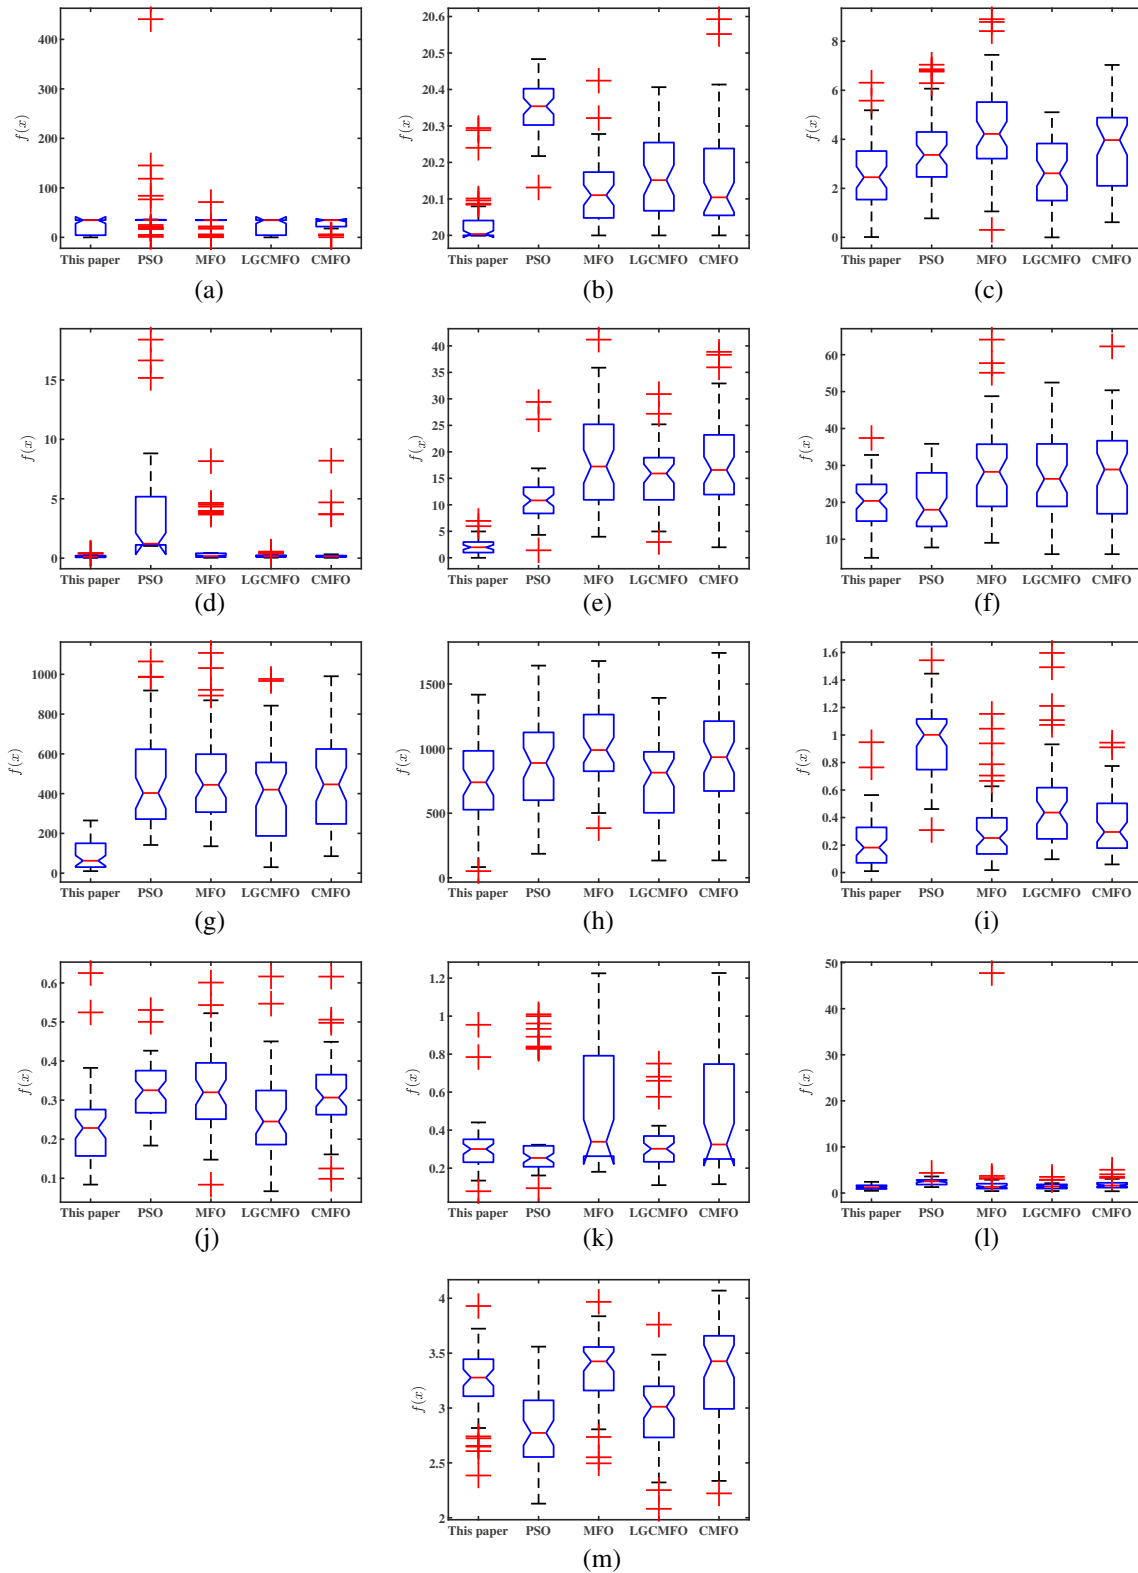 400
300
200
100
0
f(x)
This paper PSO MFO LGCMFO CMFO
(a)
20.6
20.5
20.4
20.3
20.2
20.1
20
f(x)
This paper PSO MFO LGCMFO CMFO
(b)
8
6
4
2
0
f(x)
This paper PSO MFO LGCMFO CMFO
(c)
15
10
5
0
f(x)
This paper PSO MFO LGCMFO CMFO
(d)
40
35
30
25
20
15
10
5
0
f(x)
This paper PSO MFO LGCMFO CMFO
(e)
60
50
40
30
20
10
f(x)
This paper PSO MFO LGCMFO CMFO
(f)
1000
800
600
400
200
0
f(x)
This paper PSO MFO LGCMFO CMFO
(g)
1500
1000
500
0
f(x)
This paper PSO MFO LGCMFO CMFO
(h)
1.6
1.4
1.2
1
0.8
0.6
0.4
0.2
0
f(x)
This paper PSO MFO LGCMFO CMFO
(i)
0.6
0.5
0.4
0.3
0.2
0.1
f(x)
This paper PSO MFO LGCMFO CMFO
(j)
1.2
1
0.8
0.6
0.4
0.2
f(x)
This paper PSO MFO LGCMFO CMFO
(k)
50
40
30
20
10
0
f(x)
This paper PSO MFO LGCMFO CMFO
(l)
4
3.5
3
2.5
2
f(x)
This paper PSO MFO LGCMFO CMFO
(m)